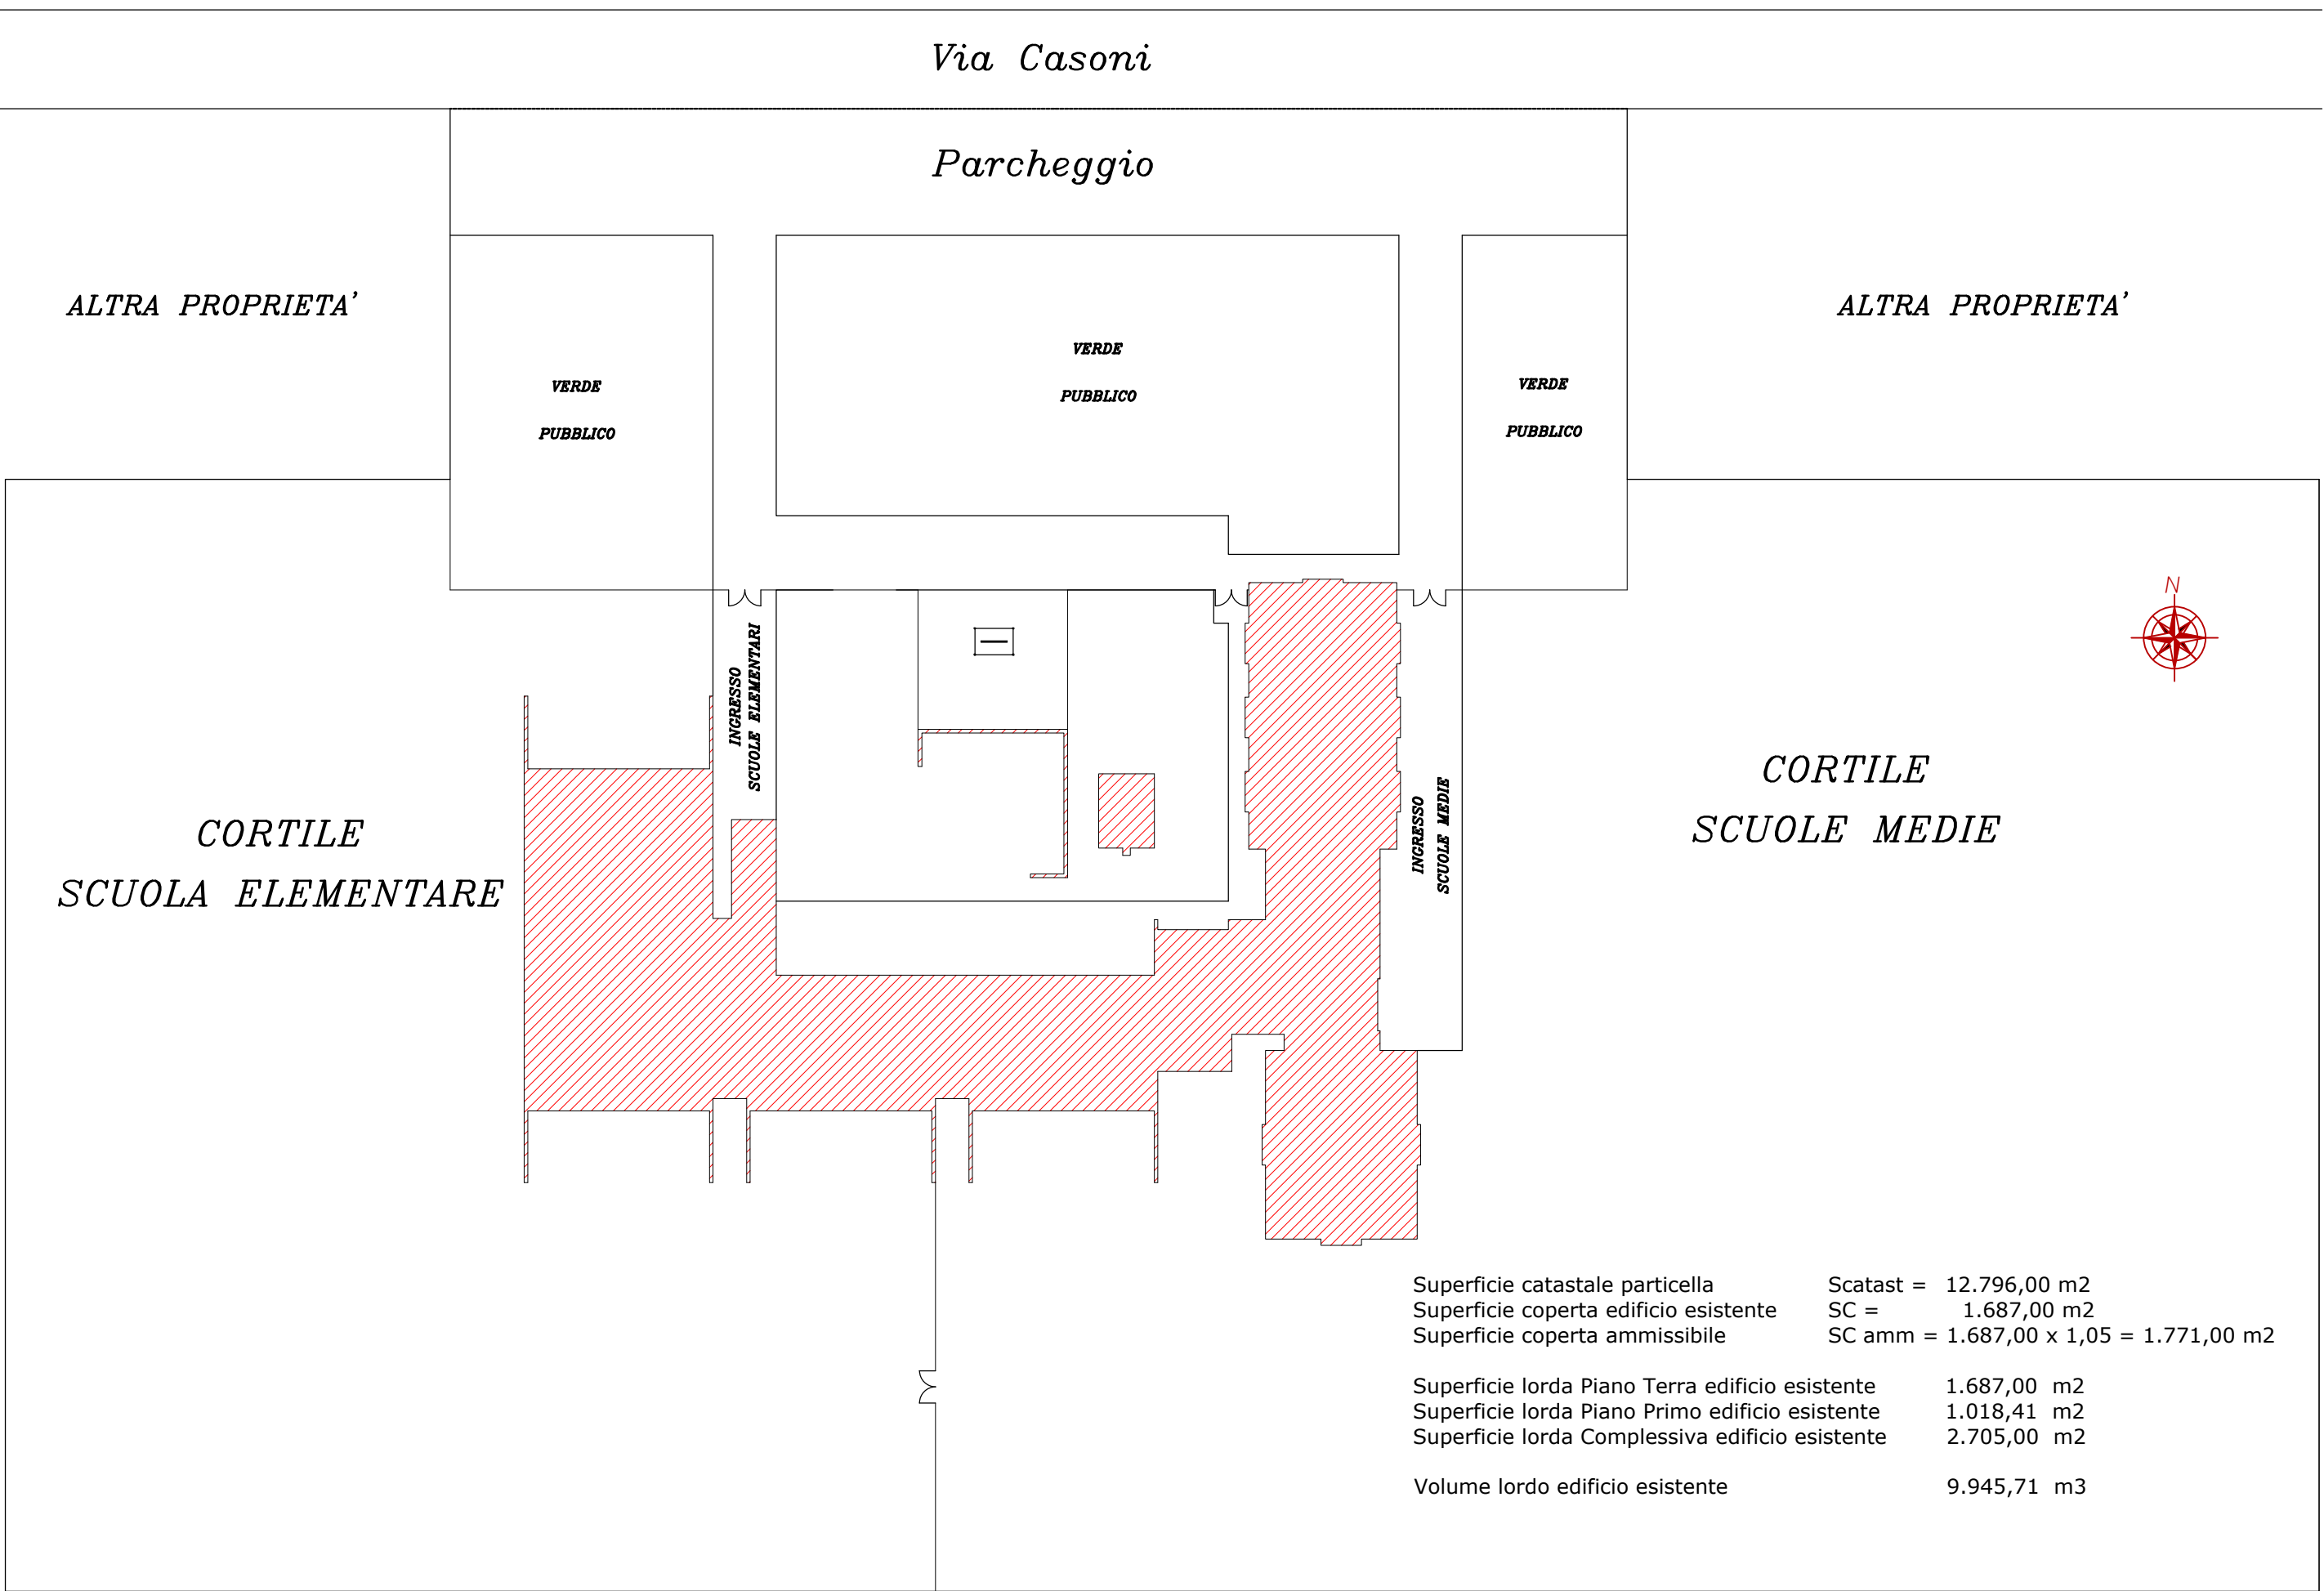 Via Casoni
Parcheggio
ALTRA PROPRIETA'
ALTRA PROPRIETA'
VERDE
PUBBLICO
VERDE
PUBBLICO
VERDE
PUBBLICO
N
INGRESSO
SCUOLE ELEMENTARI
INGRESSO
SCUOLE MEDIE
CORTILE
SCUOLE MEDIE
CORTILE
SCUOLA ELEMENTARE
Superficie catastale particella Scatast = 12.796,00 m2
Superficie coperta edificio esistente SC = 1.687,00 m2
Superficie coperta ammissibile SC amm = 1.687,00 x 1,05 = 1.771,00 m2
Superficie lorda Piano Terra edificio esistente 1.687,00 m2
Superficie lorda Piano Primo edificio esistente 1.018,41 m2
Superficie lorda Complessiva edificio esistente 2.705,00 m2
Volume lordo edificio esistente 9.945,71 m3